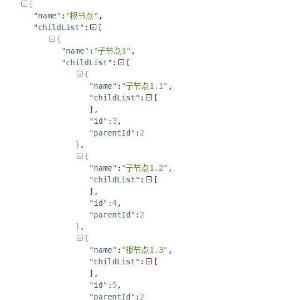 {
"name":"根节点",
"childList":[
{
"name":"子节点1",
"childList":[
{
"name":"子节点1.1",
"childList":[
],
"id":3,
"parentId":2
},
{
"name":"子节点1.2",
"childList":[
],
"id":4,
"parentId":2
},
{
"name":"根节点1.3",
"childList":[
],
"id":5,
"parentId":2